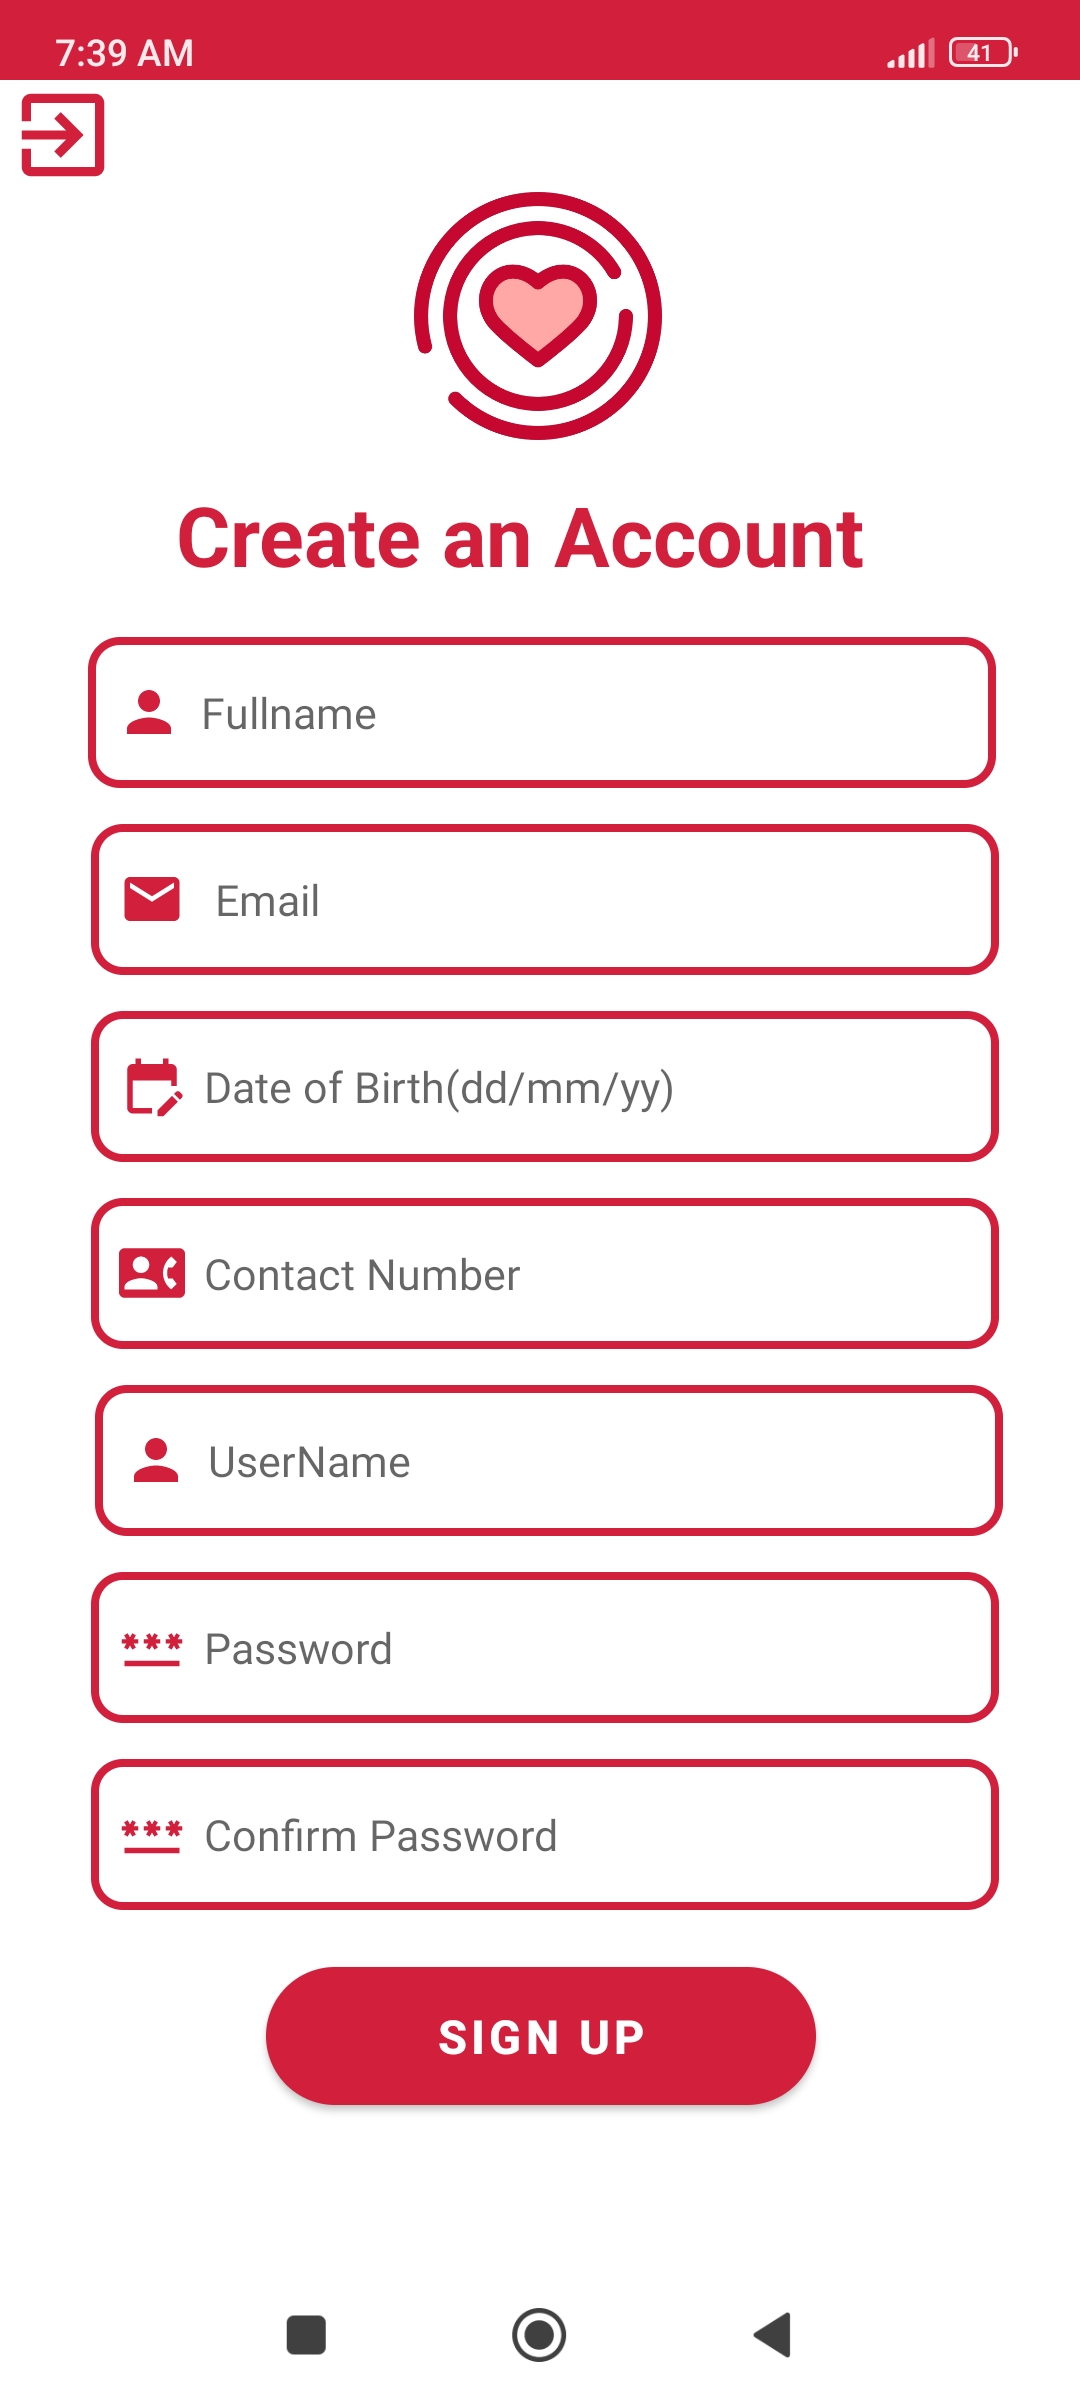 7:39 AM
41
Create an Account
Fullname
Email
Date of Birth(dd/mm/yy)
Contact Number
UserName
*** Password
*** Confirm Password
SIGN UP